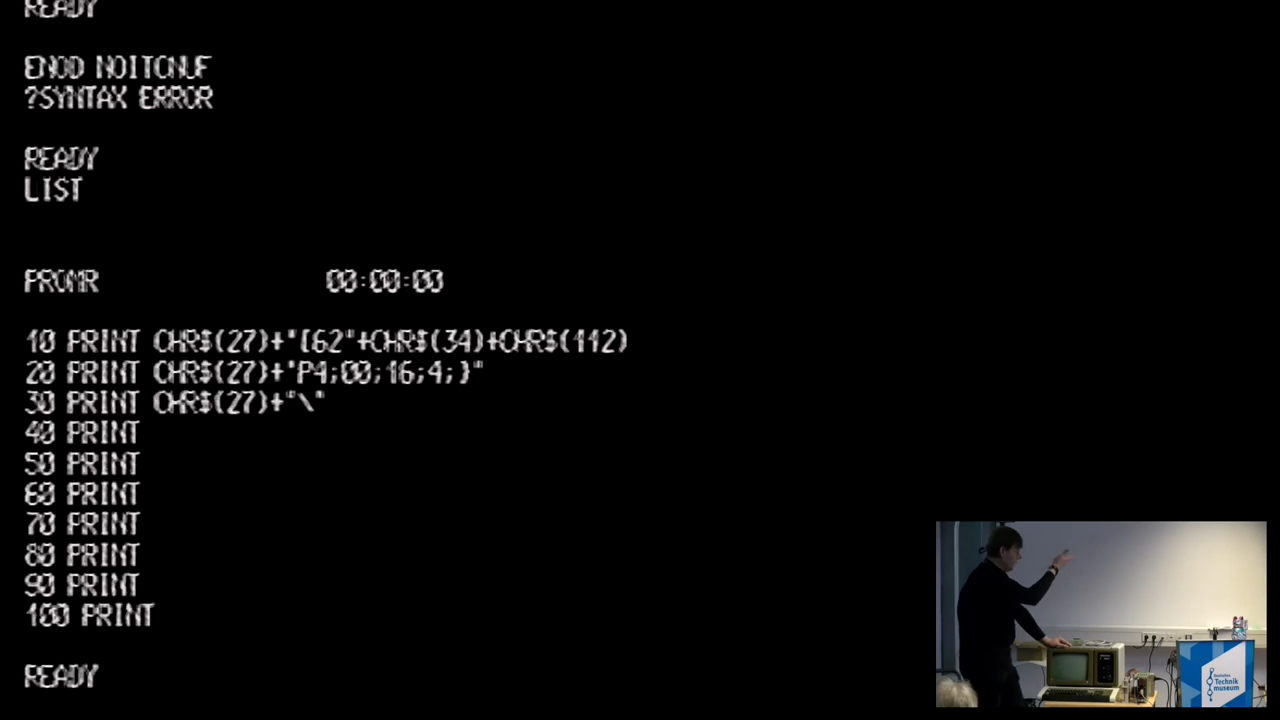 READY
ENOD NOITCNUF
?SYNTAX ERROR
READY
LIST
PROMR 00:00:00
10 PRINT CHR$(27)+"[62"+CHR$(34)+CHR$(112)
20 PRINT CHR$(27)+"P4;00;16;4;}"
30 PRINT CHR$(27)+"\"
40 PRINT
50 PRINT
60 PRINT
70 PRINT
80 PRINT
90 PRINT
100 PRINT
READY
Deutsches
Technik
museum